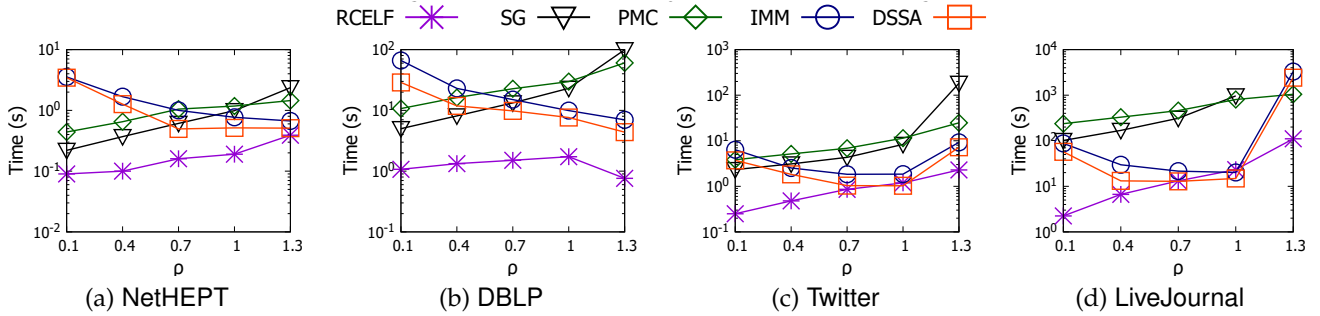 RCELF SG PMC IMM DSSA
10^1 10^0 10^-1 10^-2
Time (s)
0.1 0.4 0.7 1 1.3
ρ
(a) NetHEPT
10^2 10^1 10^0 10^-1
Time (s)
0.1 0.4 0.7 1 1.3
ρ
(b) DBLP
10^3 10^2 10^1 10^0 10^-1
Time (s)
0.1 0.4 0.7 1 1.3
ρ
(c) Twitter
10^4 10^3 10^2 10^1 10^0
Time (s)
0.1 0.4 0.7 1 1.3
ρ
(d) LiveJournal